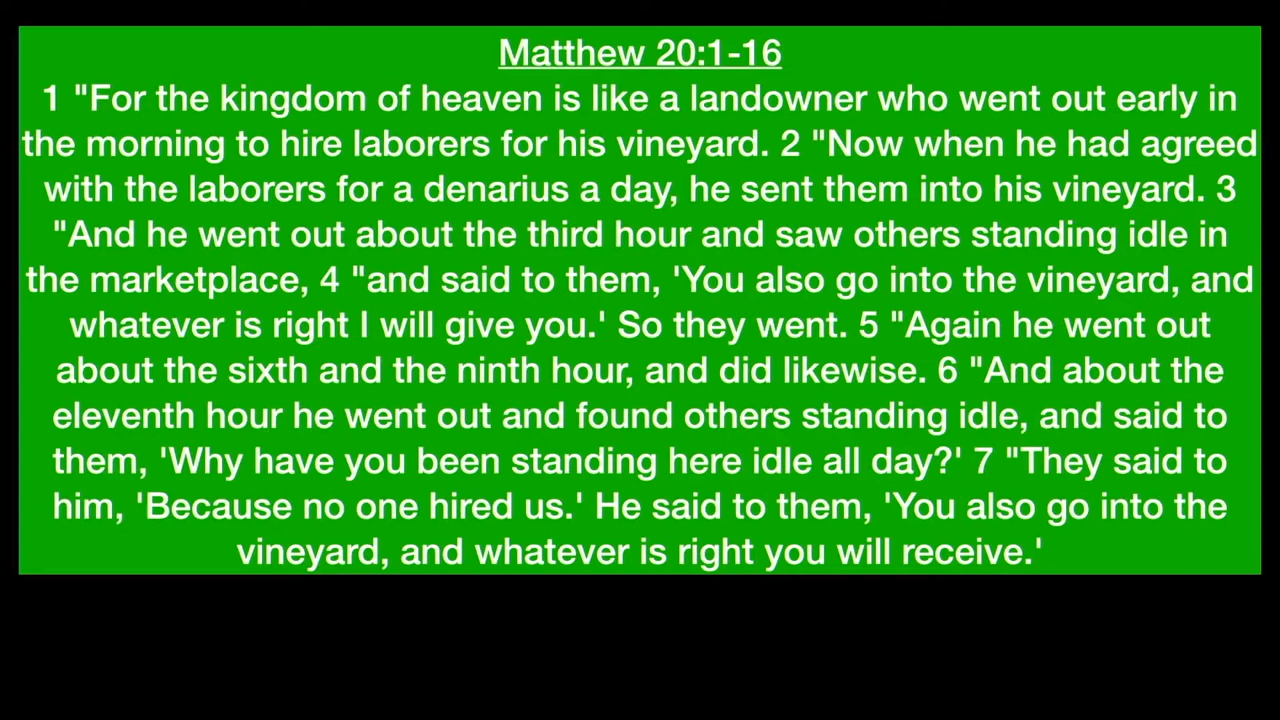 Matthew 20:1-16
1 "For the kingdom of heaven is like a landowner who went out early in
the morning to hire laborers for his vineyard. 2 "Now when he had agreed
with the laborers for a denarius a day, he sent them into his vineyard. 3
"And he went out about the third hour and saw others standing idle in
the marketplace, 4 "and said to them, 'You also go into the vineyard, and
whatever is right I will give you.' So they went. 5 "Again he went out
about the sixth and the ninth hour, and did likewise. 6 "And about the
eleventh hour he went out and found others standing idle, and said to
them, 'Why have you been standing here idle all day?' 7 "They said to
him, 'Because no one hired us.' He said to them, 'You also go into the
vineyard, and whatever is right you will receive.'